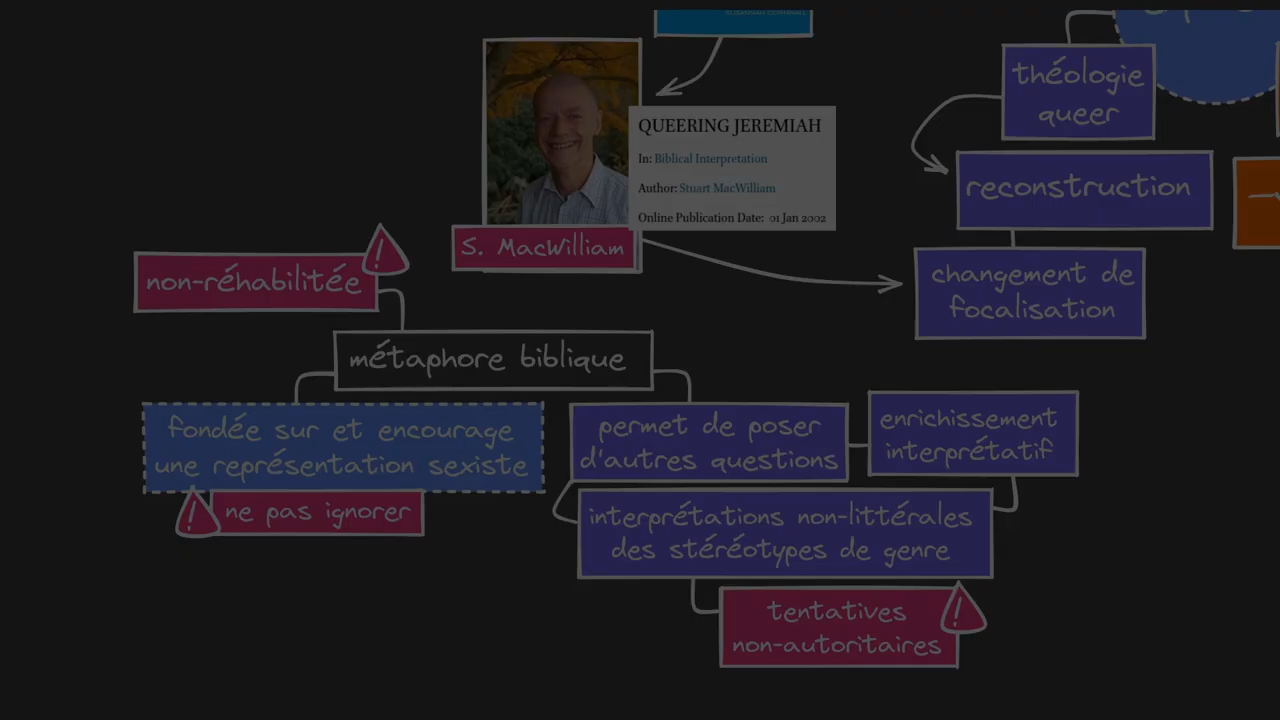 théologie
queer
QUEERING JEREMIAH
In: Biblical Interpretation
Author: Stuart MacWilliam
Online Publication Date: 01 Jan 2002
reconstruction
S. MacWilliam
non-réhabilitée
!
changement de
focalisation
métaphore biblique
fondée sur et encourage
une représentation sexiste
! ne pas ignorer
permet de poser
d'autres questions
enrichissement
interprétatif
interprétations non-littérales
des stéréotypes de genre
tentatives
non-autoritaires
!